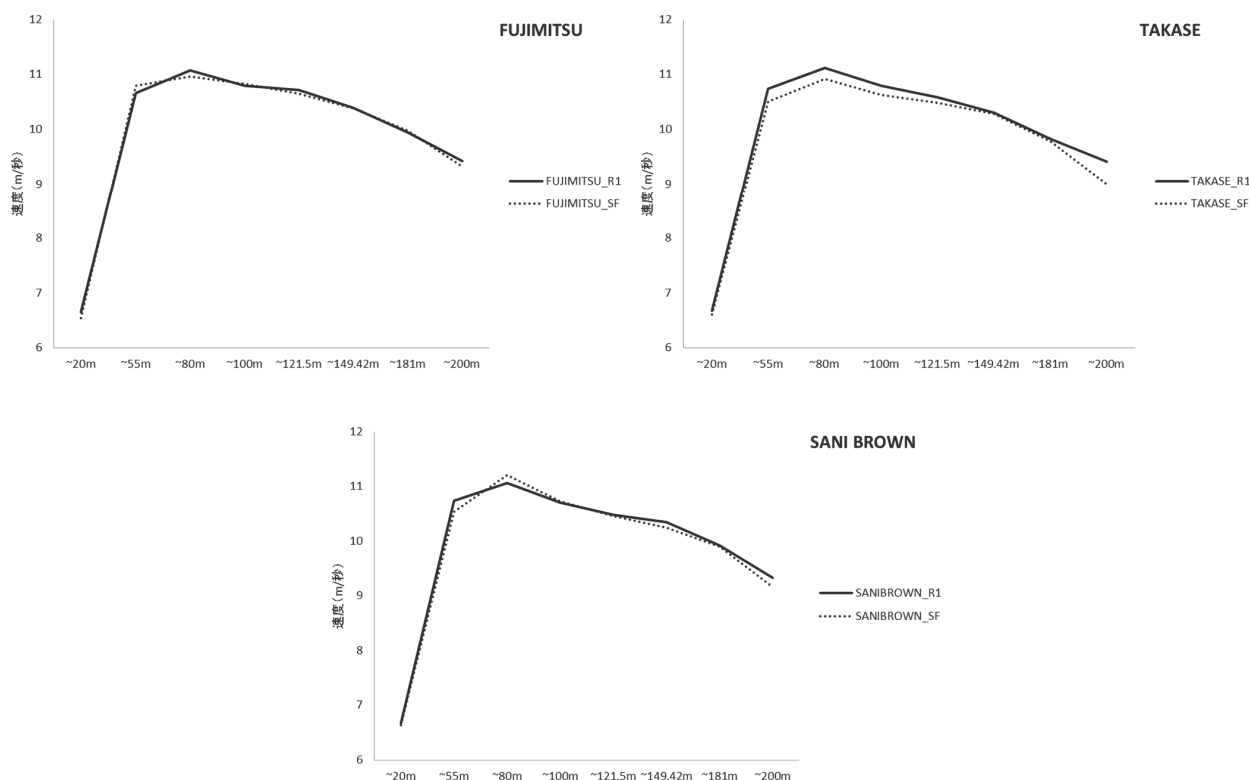 FUJIMITSU
12
11
10
9
8
7
6
速度(m/秒)
~20m ~55m ~80m ~100m ~121.5m ~149.42m ~181m ~200m
FUJIMITSU_R1
FUJIMITSU_SF
TAKASE
12
11
10
9
8
7
6
速度(m/秒)
~20m ~55m ~80m ~100m ~121.5m ~149.42m ~181m ~200m
TAKASE_R1
TAKASE_SF
SANI BROWN
12
11
10
9
8
7
6
速度(m/秒)
~20m ~55m ~80m ~100m ~121.5m ~149.42m ~181m ~200m
SANIBROWN_R1
SANIBROWN_SF